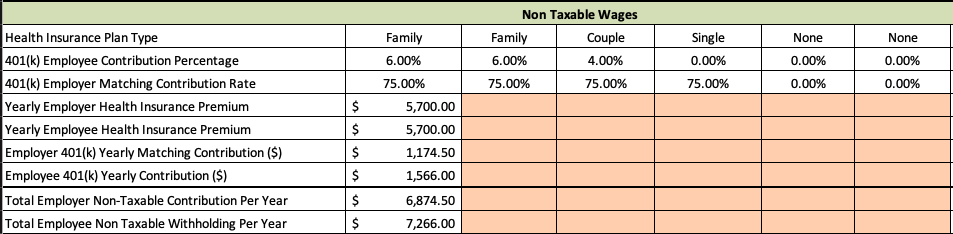 Non Taxable Wages
Health Insurance Plan Type Family Family Couple Single None None
401(k) Employee Contribution Percentage 6.00% 6.00% 4.00% 0.00% 0.00% 0.00%
401(k) Employer Matching Contribution Rate 75.00% 75.00% 75.00% 75.00% 0.00% 0.00%
Yearly Employer Health Insurance Premium $ 5,700.00
Yearly Employee Health Insurance Premium $ 5,700.00
Employer 401(k) Yearly Matching Contribution ($) $ 1,174.50
Employee 401(k) Yearly Contribution ($) $ 1,566.00
Total Employer Non-Taxable Contribution Per Year $ 6,874.50
Total Employee Non Taxable Withholding Per Year $ 7,266.00